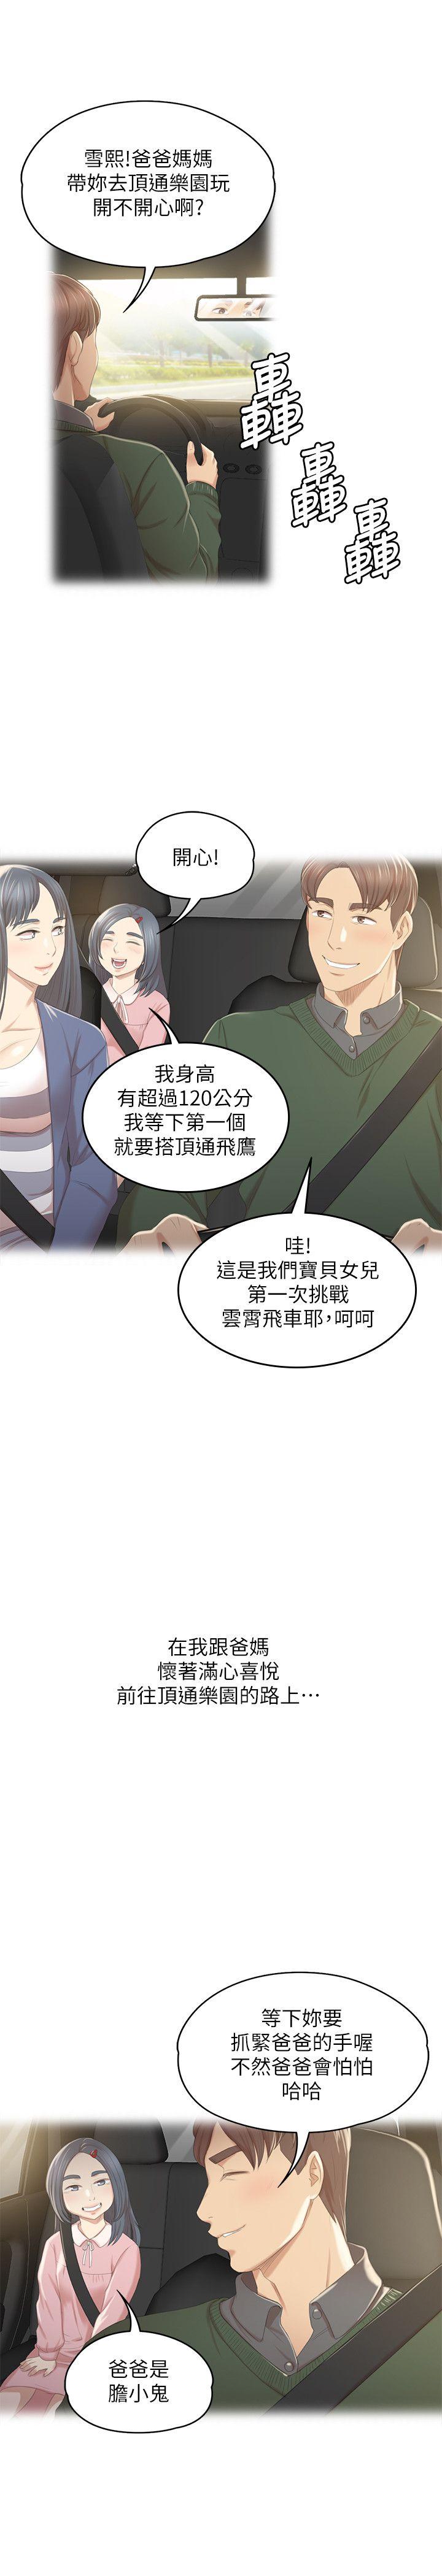 雪熙!爸爸媽媽
帶妳去頂通樂園玩
開不開心啊?
轟
轟
轟
開心!
我身高
有超過120公分
我等下第一個
就要搭頂通飛鷹
哇!
這是我們寶貝女兒
第一次挑戰
雲霄飛車耶,呵呵
在我跟爸媽
懷著滿心喜悅
前往頂通樂園的路上…
等下妳要
抓緊爸爸的手喔
不然爸爸會怕怕
哈哈
爸爸是
膽小鬼